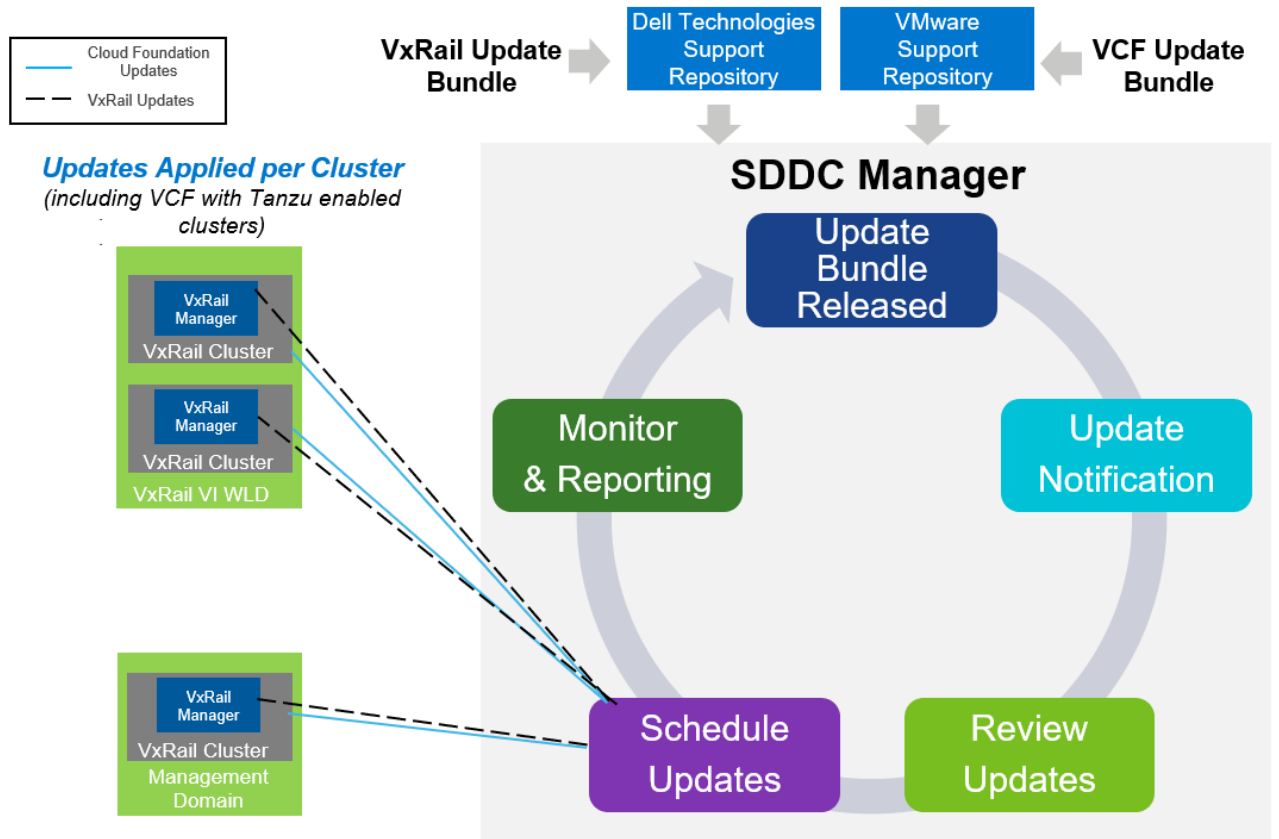 Cloud Foundation
Updates
VxRail Updates
VxRail Update
Bundle
Dell Technologies
Support
Repository
VMware
Support
Repository
VCF Update
Bundle
Updates Applied per Cluster
(including VCF with Tanzu enabled
clusters)
VxRail
Manager
VxRail Cluster
VxRail
Manager
VxRail Cluster
VxRail VI WLD
VxRail
Manager
VxRail Cluster
Management
Domain
SDDC Manager
Update
Bundle
Released
Update
Notification
Review
Updates
Schedule
Updates
Monitor
& Reporting